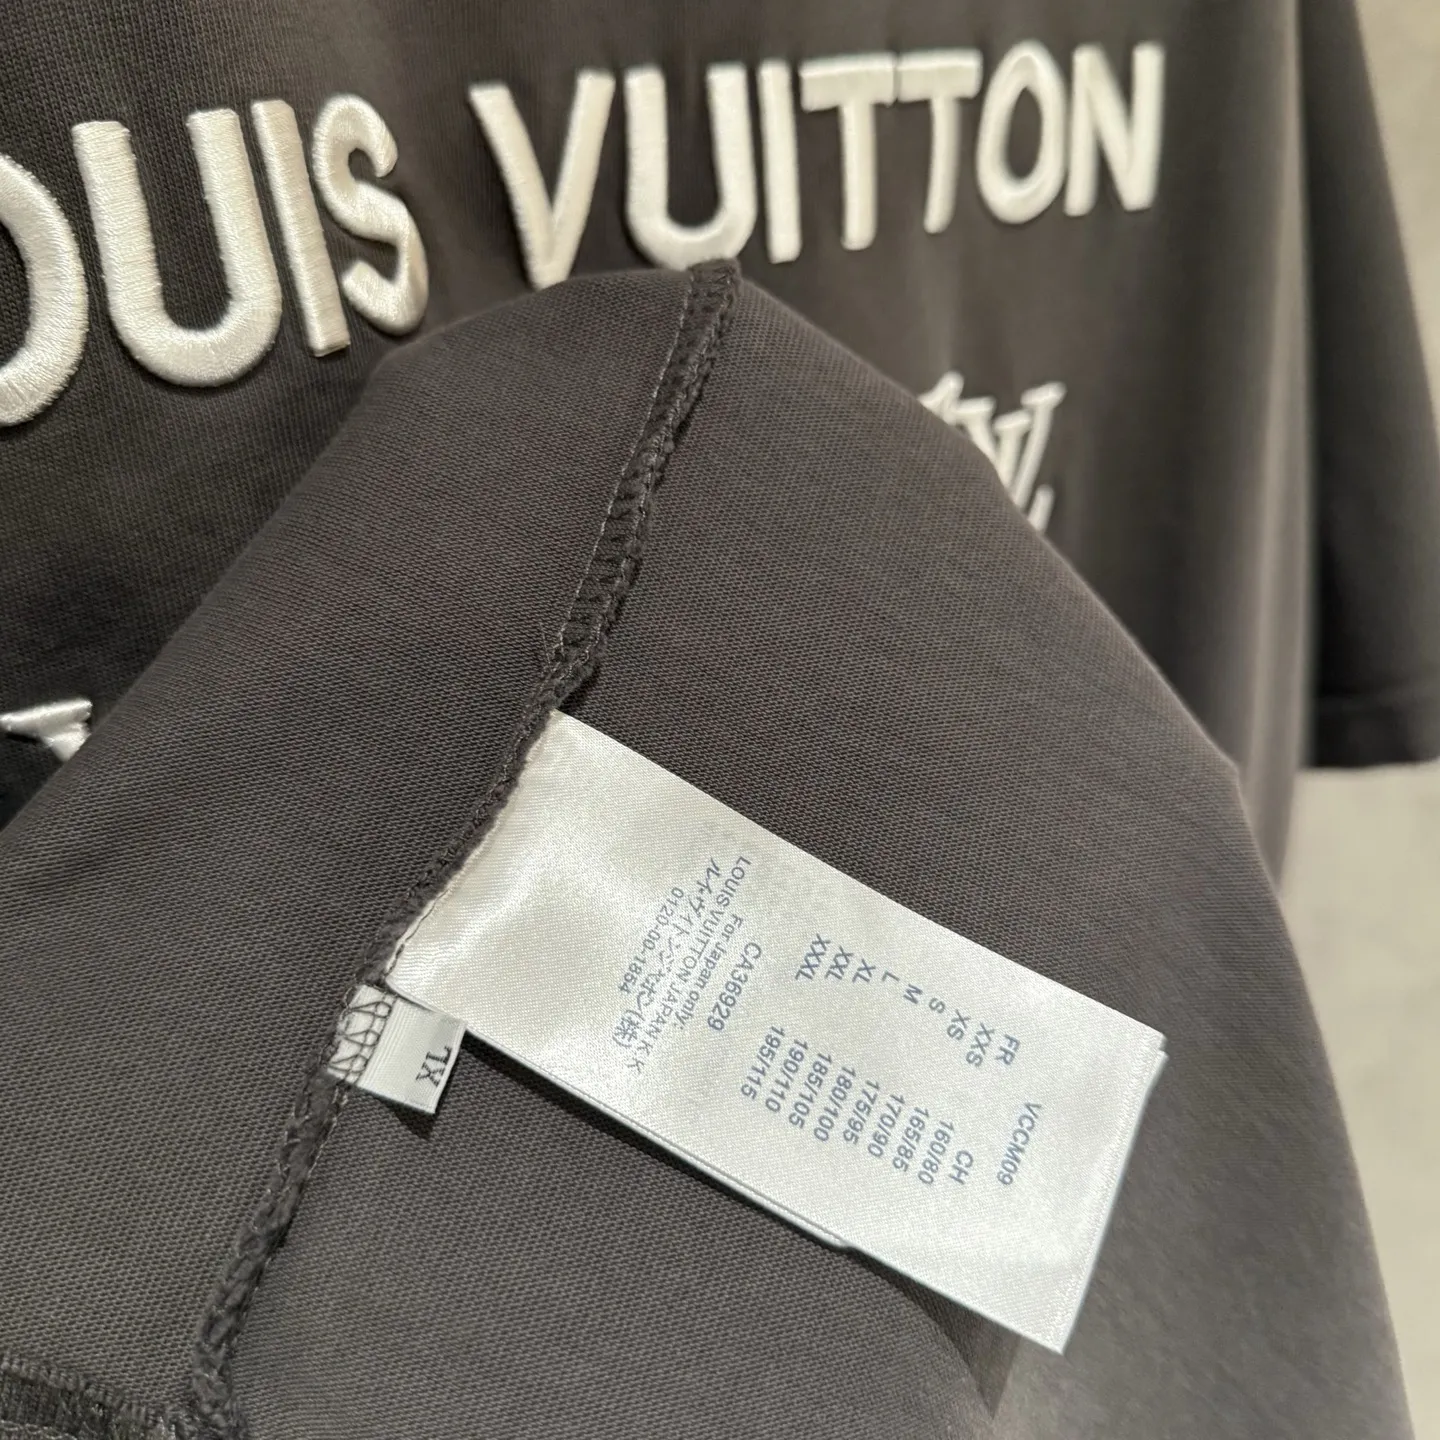 OUIS VUITTON
LV
XL
VCCM09
FR CH
XXS 160/80
XS 165/85
S 170/90
M 175/95
L 180/100
XL 185/105
XXL 190/110
XXXL 195/115
CA36929
For Japan only:
LOUIS VUITTON JAPAN K K
ルイ・ヴィトンジャポン(株)
0120-00-1854